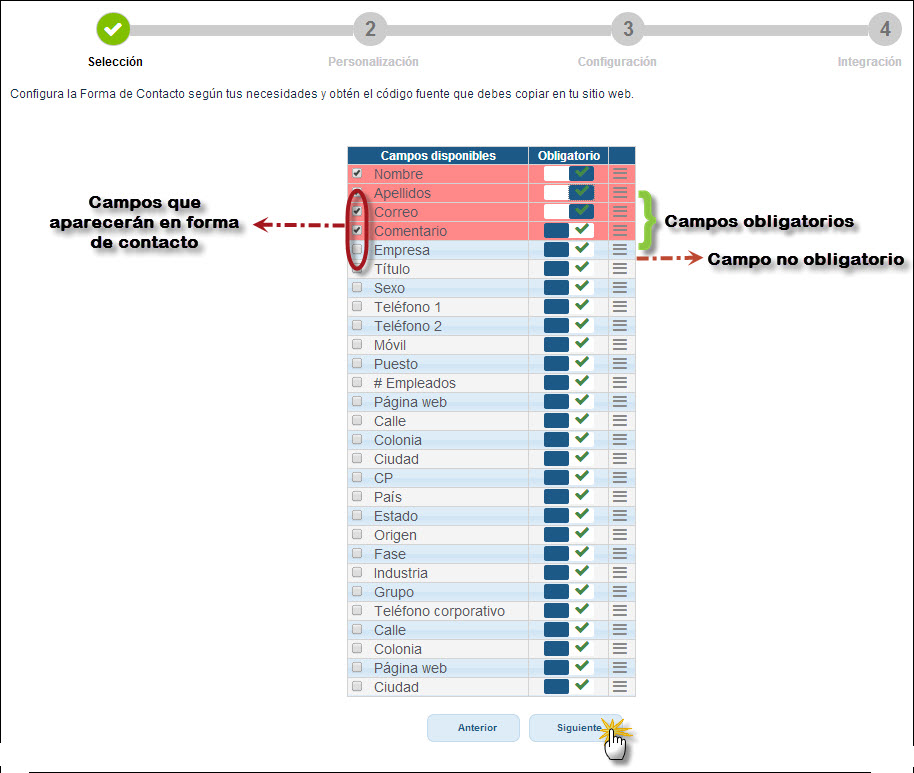 2 3 4
Selección Personalización Configuración Integración
Configura la Forma de Contacto según tus necesidades y obtén el código fuente que debes copiar en tu sitio web.
Campos disponibles Obligatorio
Nombre
Apellidos
Correo
Comentario
Empresa
Título
Sexo
Teléfono 1
Teléfono 2
Móvil
Puesto
# Empleados
Página web
Calle
Colonia
Ciudad
CP
País
Estado
Origen
Fase
Industria
Grupo
Teléfono corporativo
Calle
Colonia
Página web
Ciudad
Campos que
aparecerán en forma
de contacto
Campos obligatorios
Campo no obligatorio
Anterior Siguiente